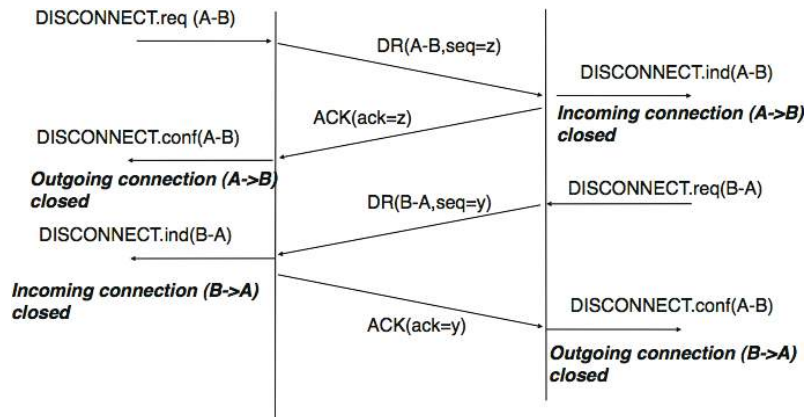 DISCONNECT.req (A-B)
DR(A-B,seq=z)
DISCONNECT.ind(A-B)
ACK(ack=z)
Incoming connection (A->B)
closed
DISCONNECT.conf(A-B)
Outgoing connection (A->B)
closed
DISCONNECT.req(B-A)
DR(B-A,seq=y)
DISCONNECT.ind(B-A)
Incoming connection (B->A)
closed
DISCONNECT.conf(A-B)
ACK(ack=y)
Outgoing connection (B->A)
closed